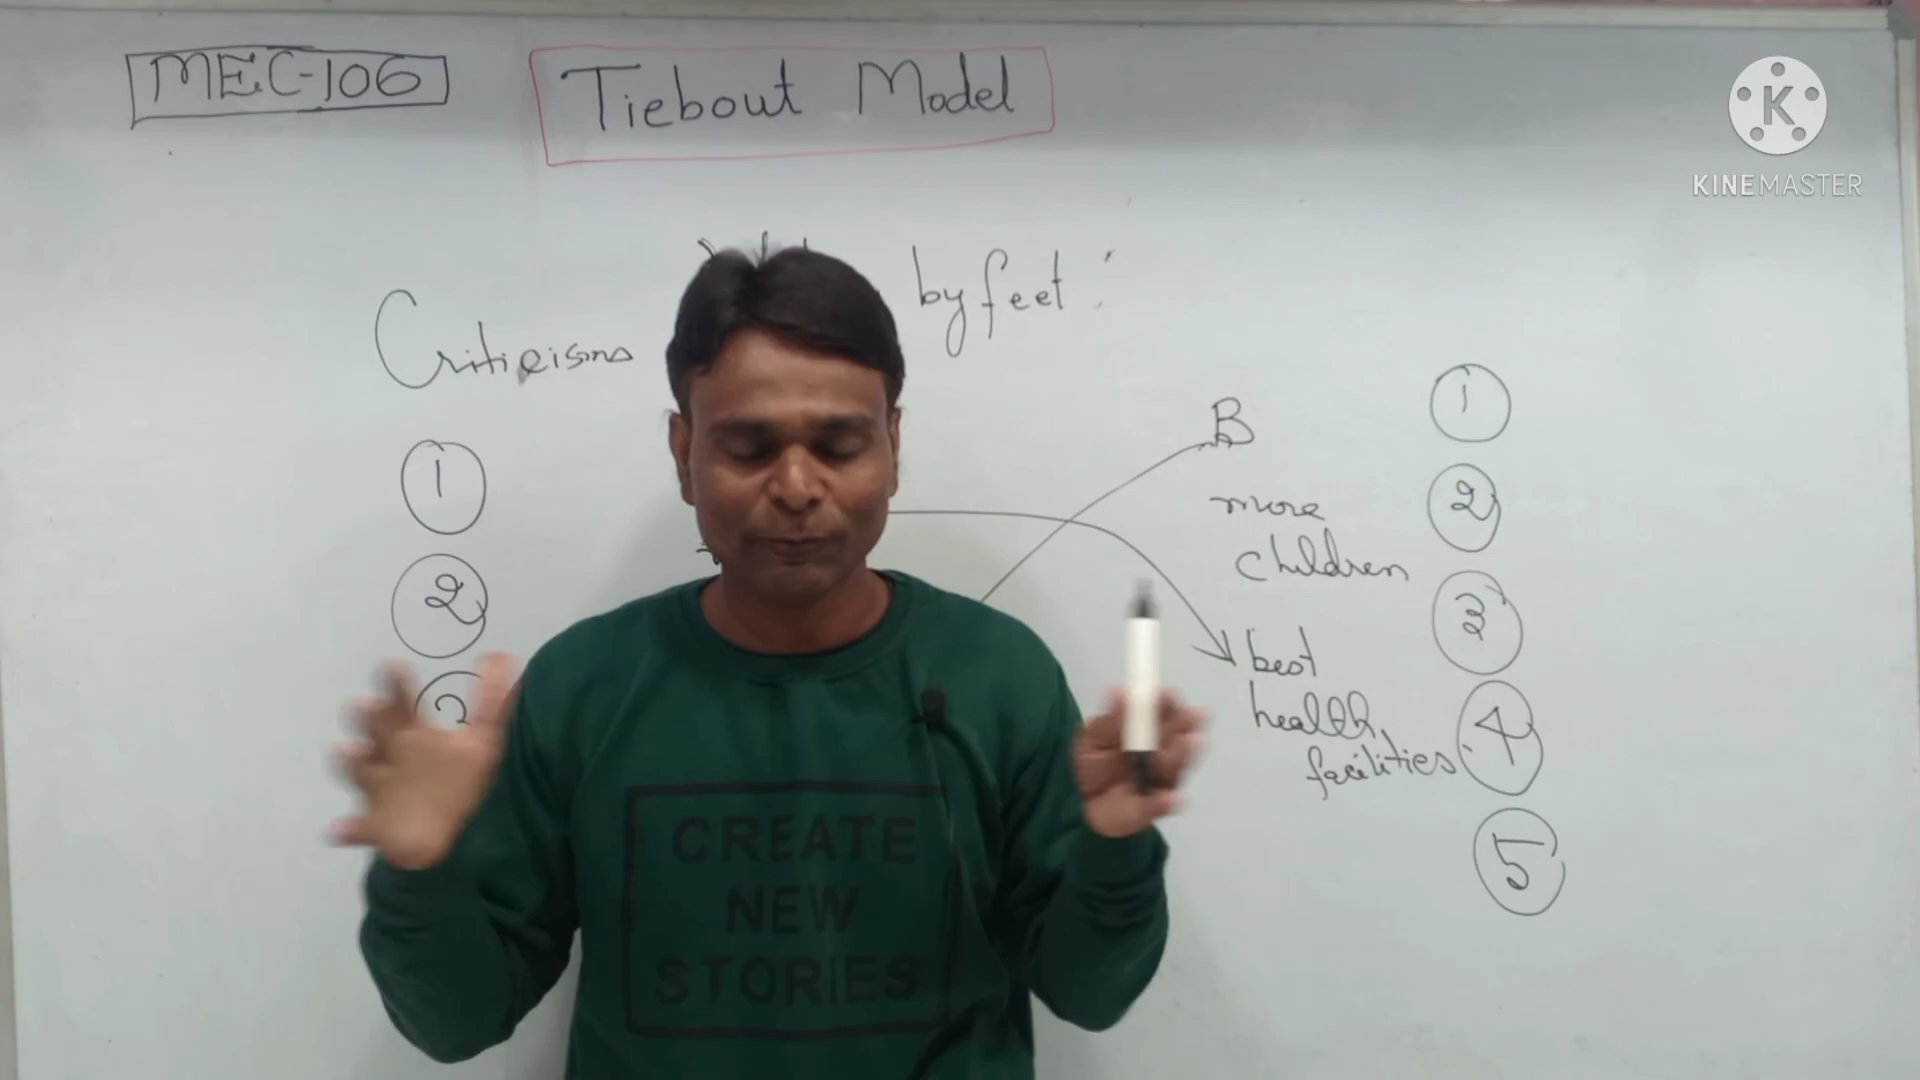 MEC-106
Tiebout Model
KINEMASTER
by feet :
Criticisms
1
2
B
more
children
best
health
facilities
1
2
3
4
5
CREATE
NEW
STORIES